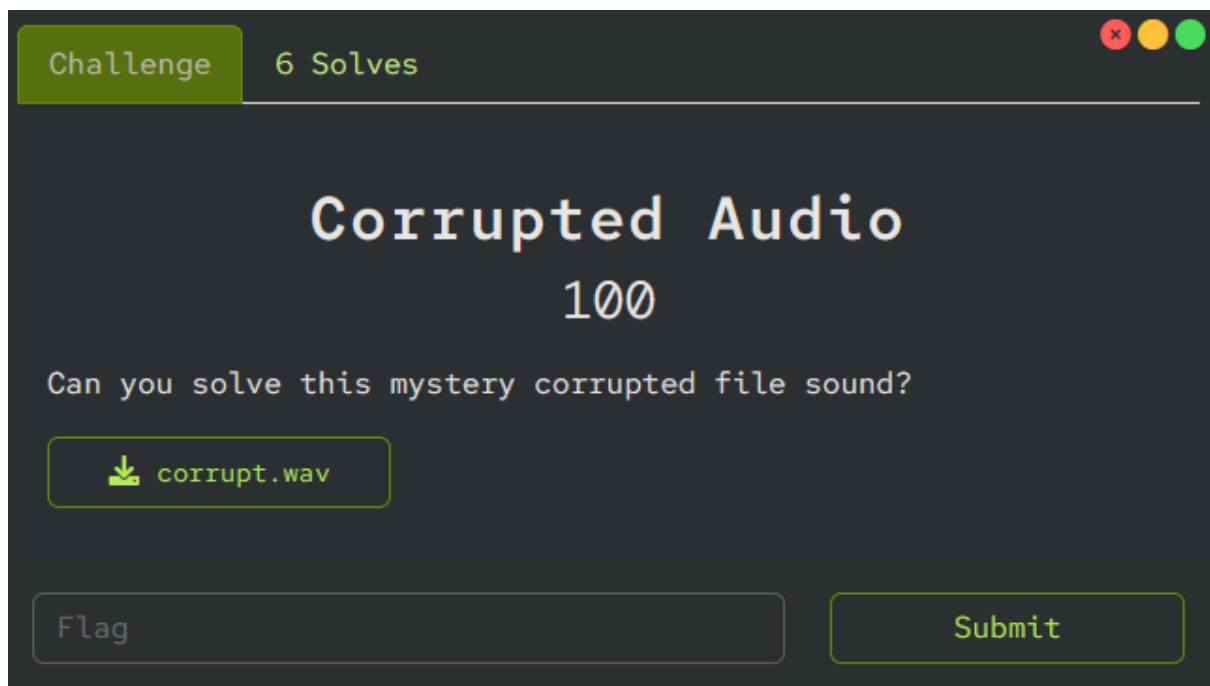 Challenge 6 Solves
Corrupted Audio
100
Can you solve this mystery corrupted file sound?
corrupt.wav
Flag Submit